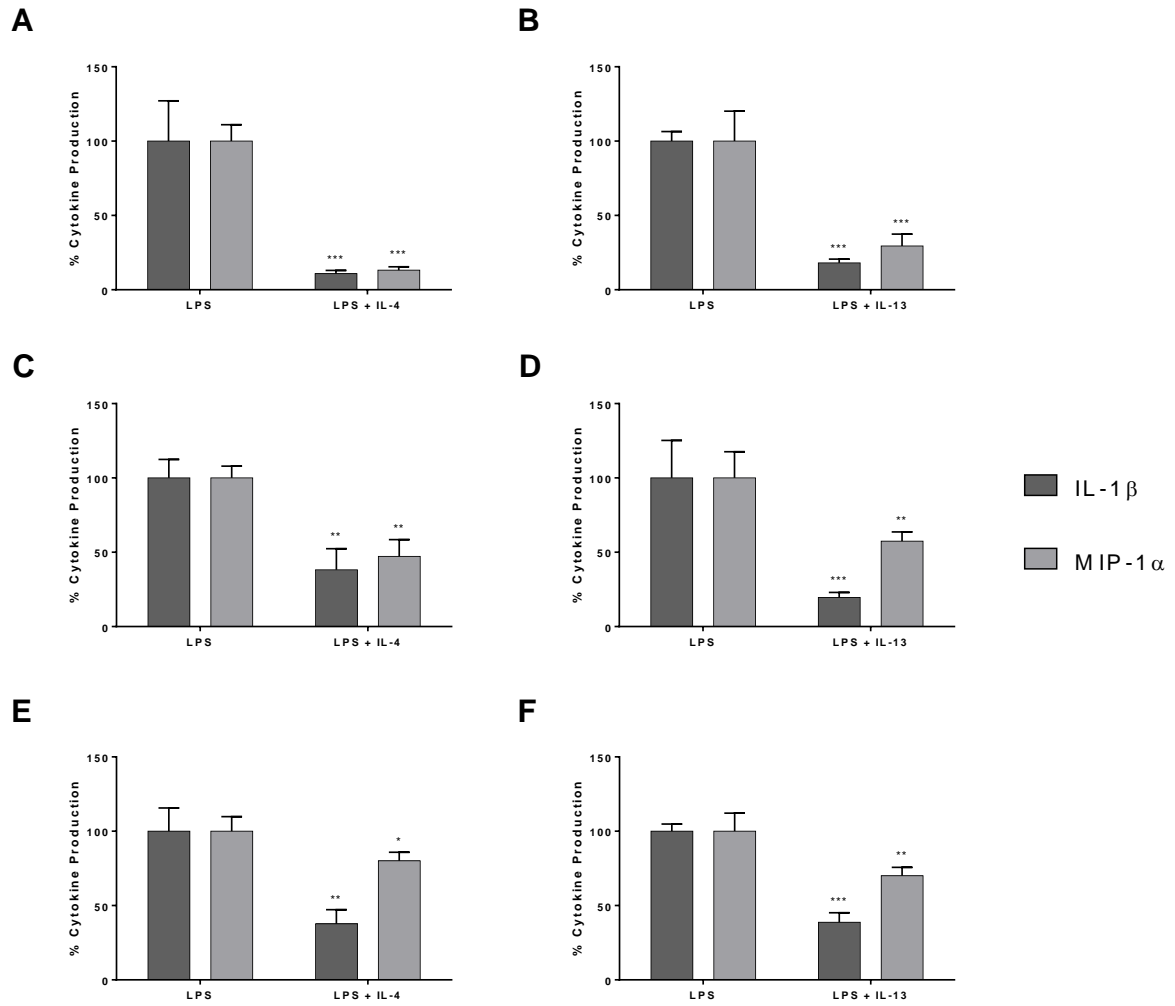 A
% Cytokine Production
150
100
50
0
***
***
LPS
LPS + IL-4
B
% Cytokine Production
150
100
50
0
***
***
LPS
LPS + IL-13
C
% Cytokine Production
150
100
50
0
**
**
LPS
LPS + IL-4
D
% Cytokine Production
150
100
50
0
***
**
LPS
LPS + IL-13
IL-1β
MIP-1α
E
% Cytokine Production
150
100
50
0
**
*
LPS
LPS + IL-4
F
% Cytokine Production
150
100
50
0
***
**
LPS
LPS + IL-13